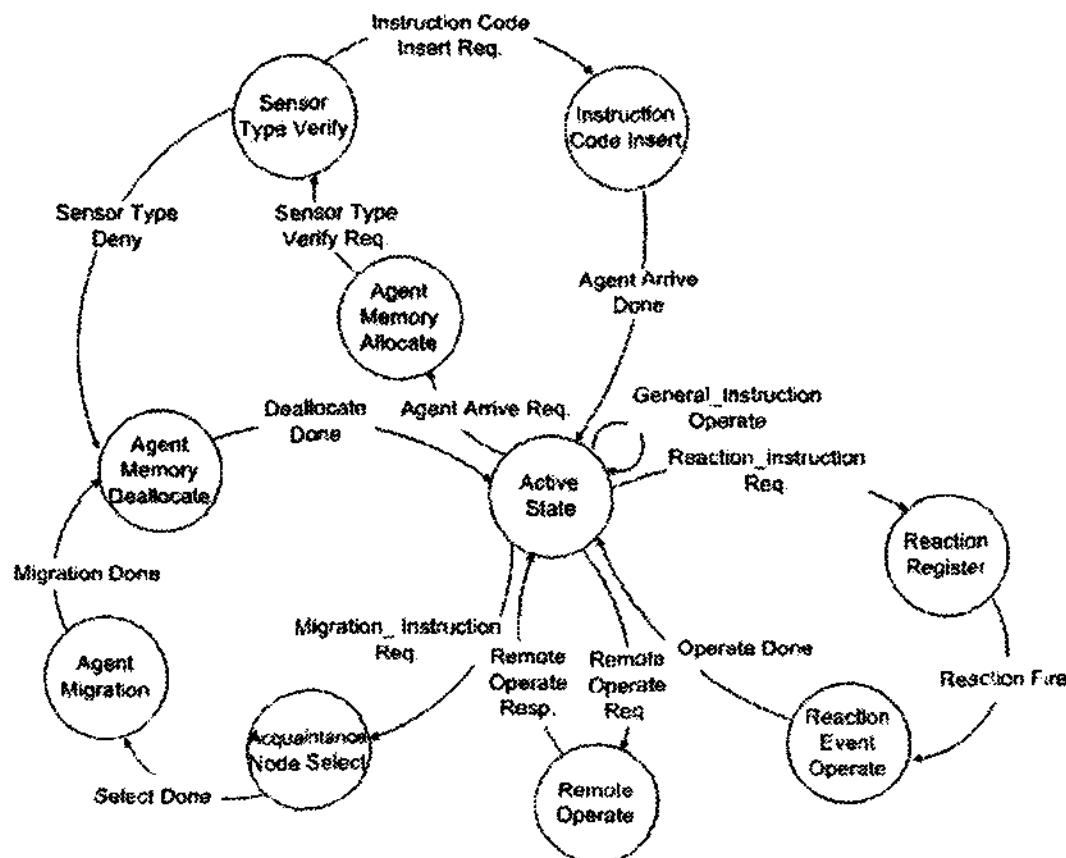 Instruction Code
Insert Req.
Sensor
Type Verify
Instruction
Code Insert
Sensor Type
Deny
Sensor Type
Verify Req.
Agent
Memory
Allocate
Agent Arrive
Done
Deallocate
Done
Agent Arrive Req.
General_Instruction
Operate
Agent
Memory
Deallocate
Active
State
Reaction_Instruction
Req.
Reaction
Register
Migration Done
Agent
Migration
Migration_ Instruction
Req.
Remote
Operate
Resp.
Remote
Operate
Req
Operate Done
Reaction Fire
Acquaintance
Node Select
Reaction
Event
Operate
Select Done
Remote
Operate